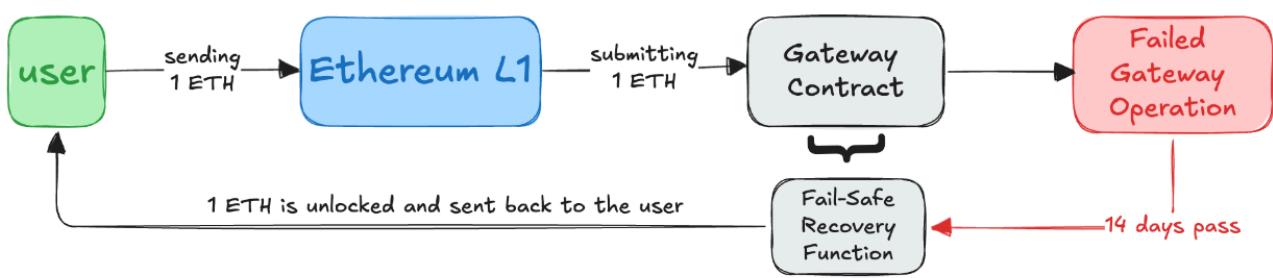 user
sending
1 ETH
Ethereum L1
submitting
1 ETH
Gateway
Contract
Failed
Gateway
Operation
1 ETH is unlocked and sent back to the user
Fail-Safe
Recovery
Function
14 days pass